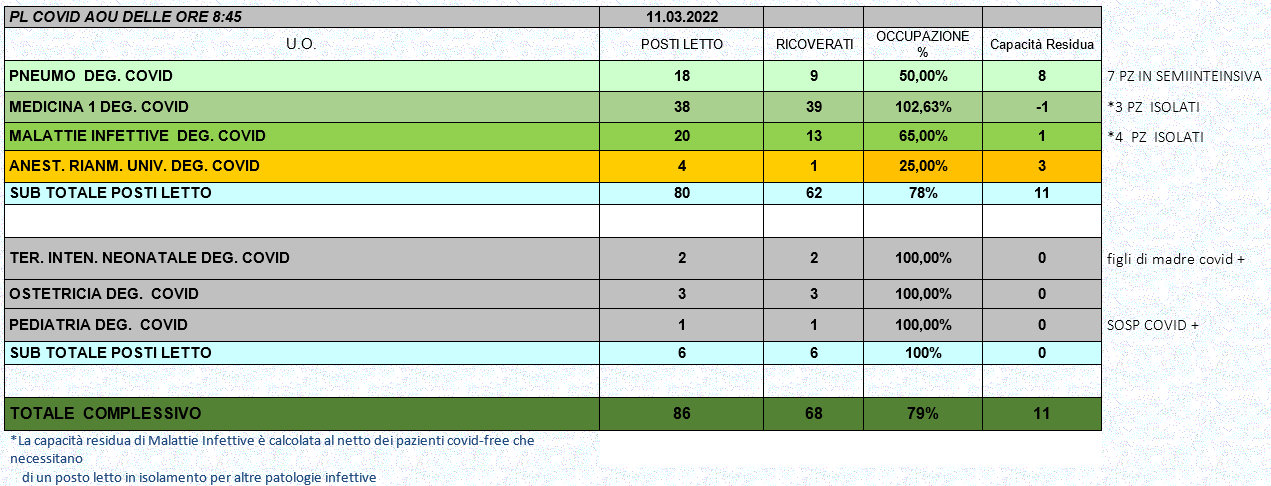 PL COVID AOU DELLE ORE 8:45 11.03.2022
U.O. POSTI LETTO RICOVERATI OCCUPAZIONE % Capacità Residua
PNEUMO DEG. COVID 18 9 50,00% 8 7 PZ IN SEMIINTEINSIVA
MEDICINA 1 DEG. COVID 38 39 102,63% -1 *3 PZ ISOLATI
MALATTIE INFETTIVE DEG. COVID 20 13 65,00% 1 *4 PZ ISOLATI
ANEST. RIANM. UNIV. DEG. COVID 4 1 25,00% 3
SUB TOTALE POSTI LETTO 80 62 78% 11
TER. INTEN. NEONATALE DEG. COVID 2 2 100,00% 0 figli di madre covid +
OSTETRICIA DEG. COVID 3 3 100,00% 0
PEDIATRIA DEG. COVID 1 1 100,00% 0 SOSP COVID +
SUB TOTALE POSTI LETTO 6 6 100% 0
TOTALE COMPLESSIVO 86 68 79% 11
*La capacità residua di Malattie Infettive è calcolata al netto dei pazienti covid-free che
necessitano
di un posto letto in isolamento per altre patologie infettive